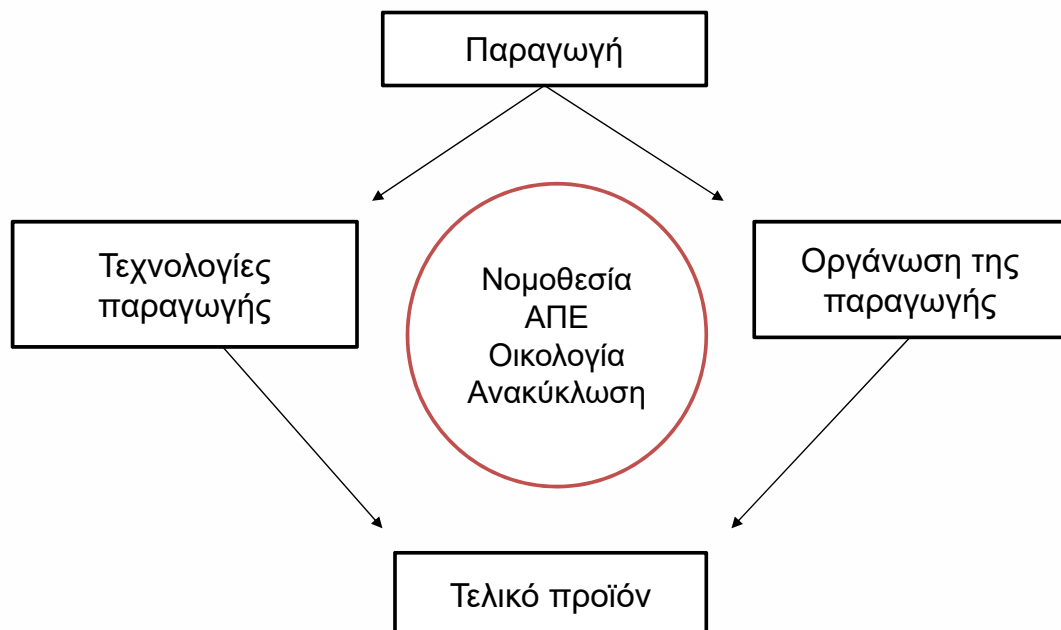 Παραγωγή
Τεχνολογίες
παραγωγής
Νομοθεσία
ΑΠΕ
Οικολογία
Ανακύκλωση
Οργάνωση της
παραγωγής
Τελικό προϊόν